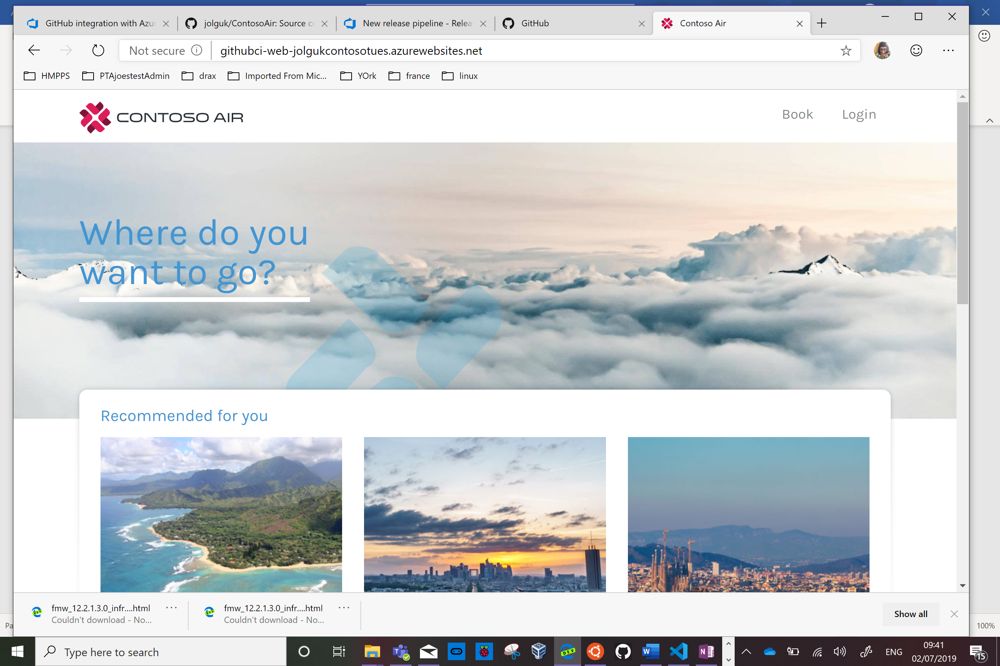 GitHub integration with Azur
jolguk/ContosoAir: Source co
New release pipeline - Relea
GitHub
Contoso Air
Not secure
githubci-web-jolgukcontosotues.azurewebsites.net
HMPPS
PTAjoestestAdmin
drax
Imported From Mic...
YOrk
france
linux
CONTOSO AIR
Book
Login
Where do you
want to go?
Recommended for you
fmw_12.2.1.3.0_infr....html
Couldn't download - No...
fmw_12.2.1.3.0_infr....html
Couldn't download - No...
Show all
Pa
100%
Type here to search
ENG
09:41
02/07/2019
15